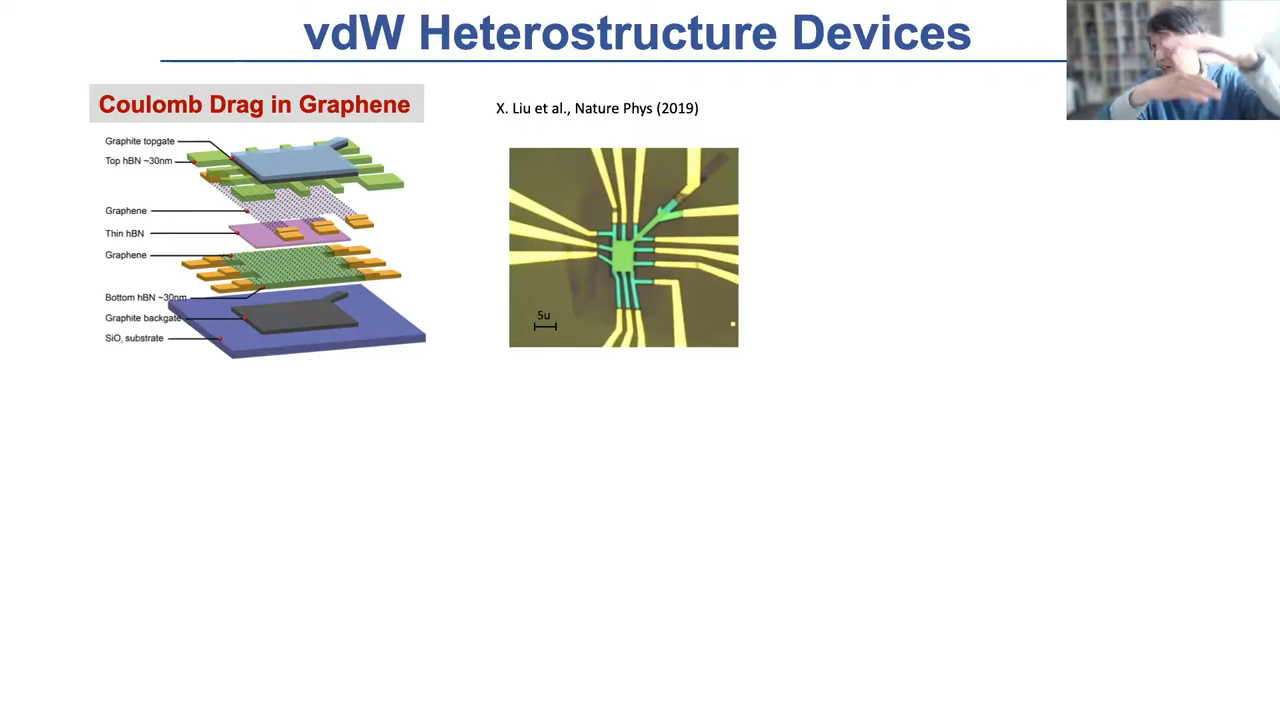 vdW Heterostructure Devices
Coulomb Drag in Graphene
X. Liu et al., Nature Phys (2019)
Graphite topgate
Top hBN ~30nm
Graphene
Thin hBN
Graphene
Bottom hBN ~30nm
Graphite backgate
SiO, substrate
5u